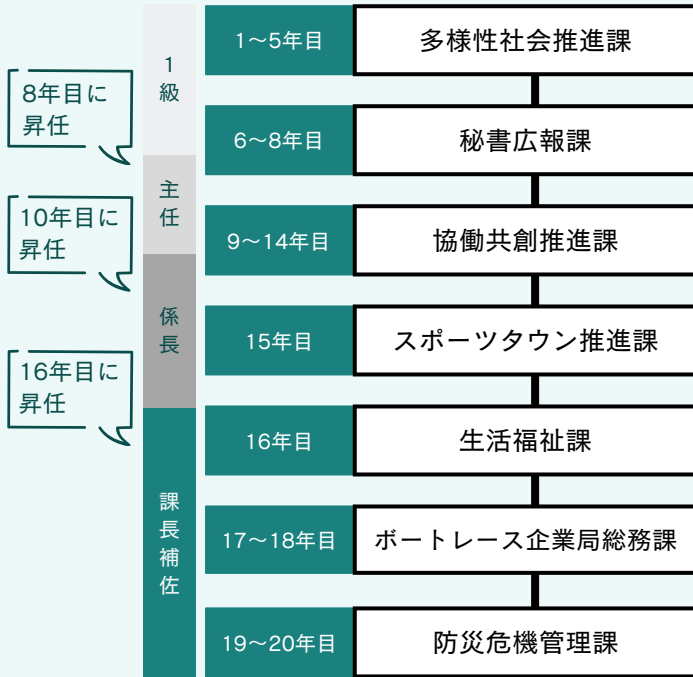 1〜5年目
多様性社会推進課
1級
8年目に
昇任
6〜8年目
秘書広報課
主任
10年目に
昇任
9〜14年目
協働共創推進課
係長
15年目
スポーツタウン推進課
16年目に
昇任
16年目
生活福祉課
課長補佐
17〜18年目
ボートレース企業局総務課
19〜20年目
防災危機管理課